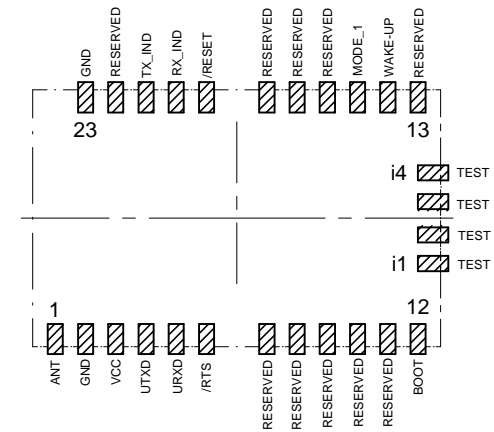 GND
RESERVED
TX_IND
RX_IND
/RESET
RESERVED
RESERVED
RESERVED
MODE_1
WAKE-UP
RESERVED
23
13
i4
TEST
TEST
TEST
i1
TEST
1
12
ANT
GND
VCC
UTXD
URXD
/RTS
RESERVED
RESERVED
RESERVED
RESERVED
RESERVED
BOOT